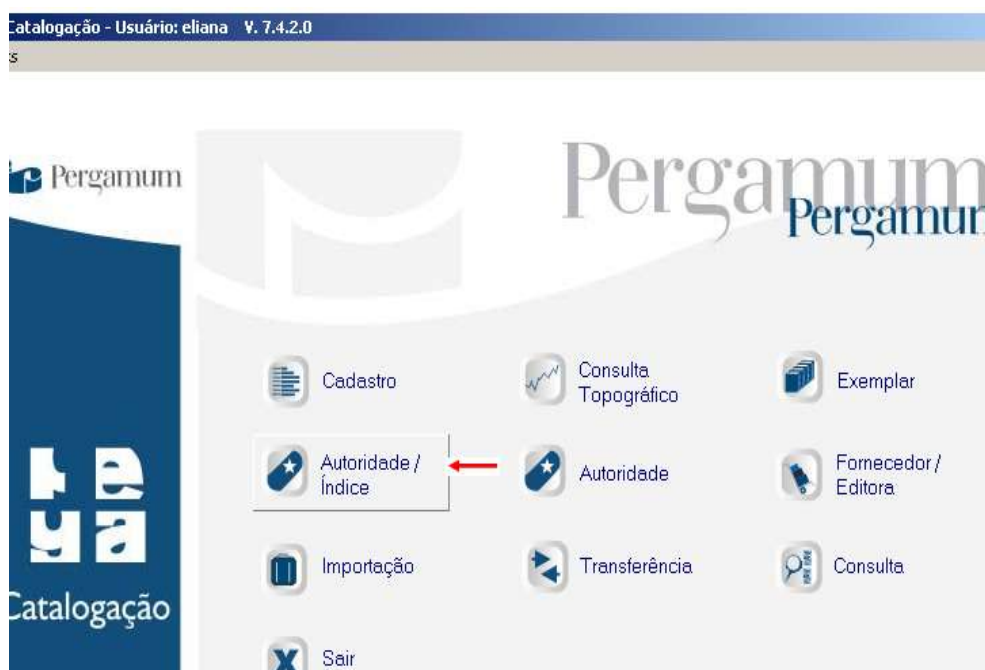 Catalogação - Usuário: eliana V. 7.4.2.0
Pergamum
Pergamum
Pergamum
Cadastro
Consulta
Topográfico
Exemplar
Autoridade /
Índice
Autoridade
Fornecedor /
Editora
Importação
Transferência
Consulta
Catalogação
Sair